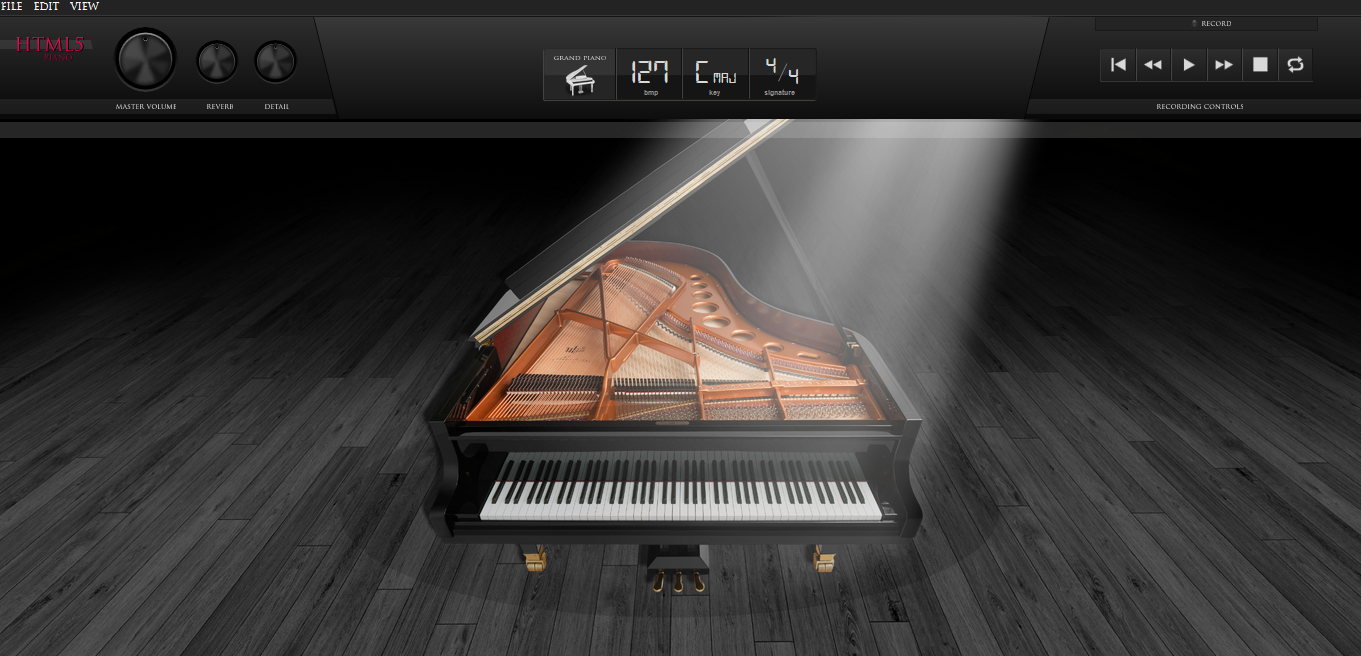 FILE EDIT VIEW
HTML5
PIANO
MASTER VOLUME
REVERB
DETAIL
GRAND PIANO
127
bmp
C MAJ
key
4/4
signature
RECORD
RECORDING CONTROLS